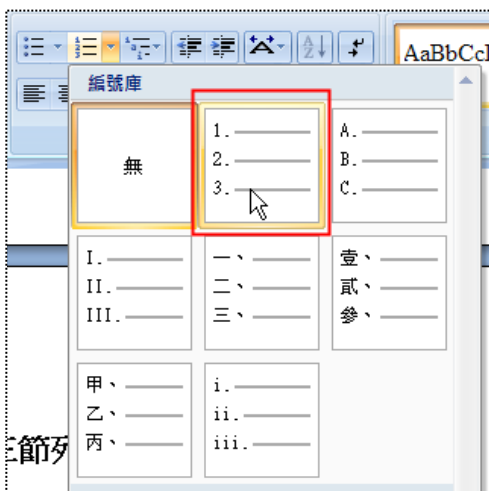 AaBbCcI
編號庫
無
1.
2.
3.
A.
B.
C.
I.
II.
III.
一、
二、
三、
壹、
貳、
參、
甲、
乙、
丙、
i.
ii.
iii.
三節列